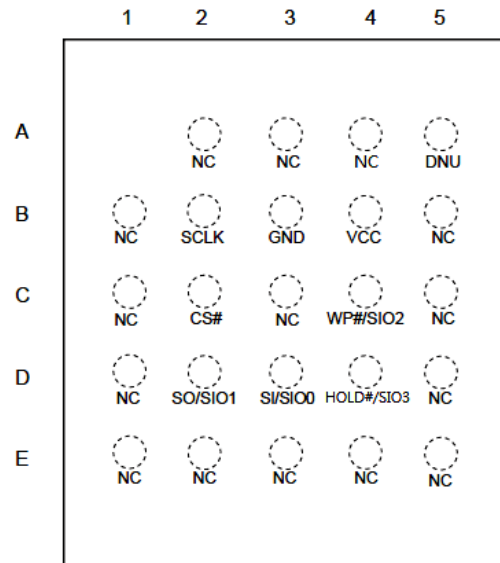 1 2 3 4 5
A
NC NC NC DNU
B
NC SCLK GND VCC NC
C
NC CS# NC WP#/SIO2 NC
D
NC SO/SIO1 SI/SIO0 HOLD#/SIO3 NC
E
NC NC NC NC NC